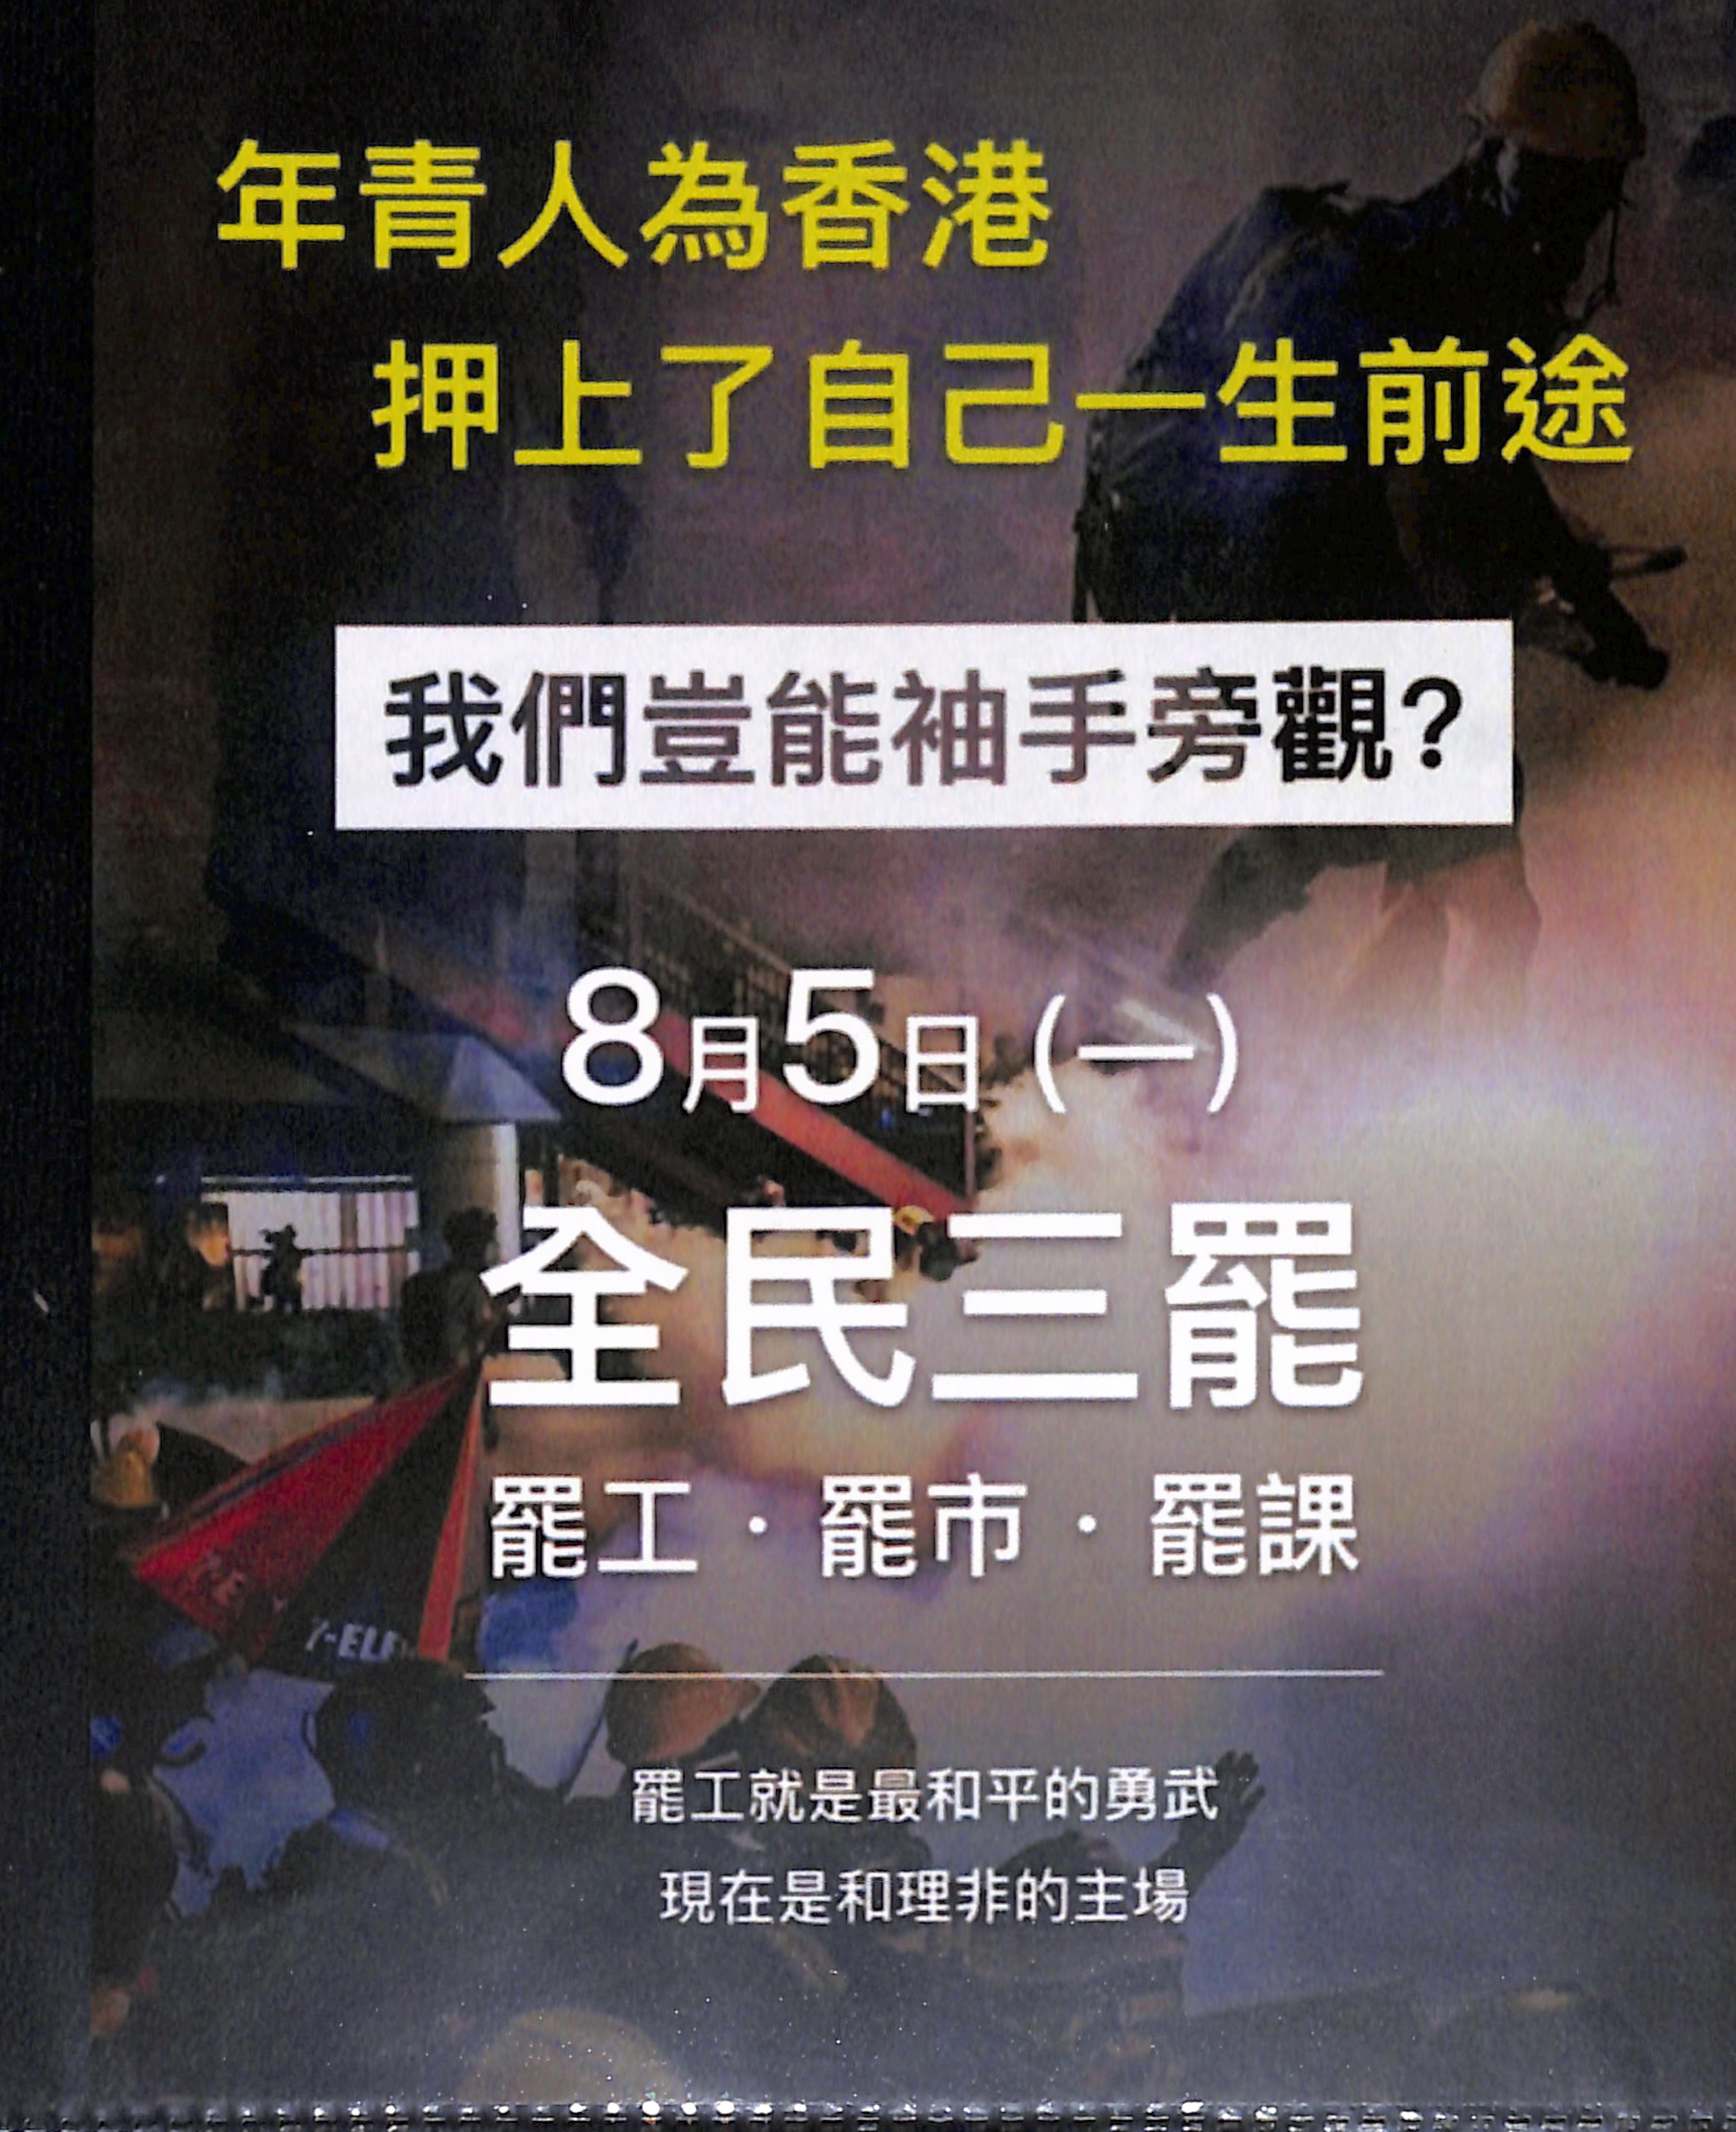 年青人為香港
押上了自己一生前途
我們豈能袖手旁觀?
8月5日 (一)
全民三罷
罷工 · 罷市 · 罷課
7-ELE
罷工就是最和平的勇武
現在是和理非的主場